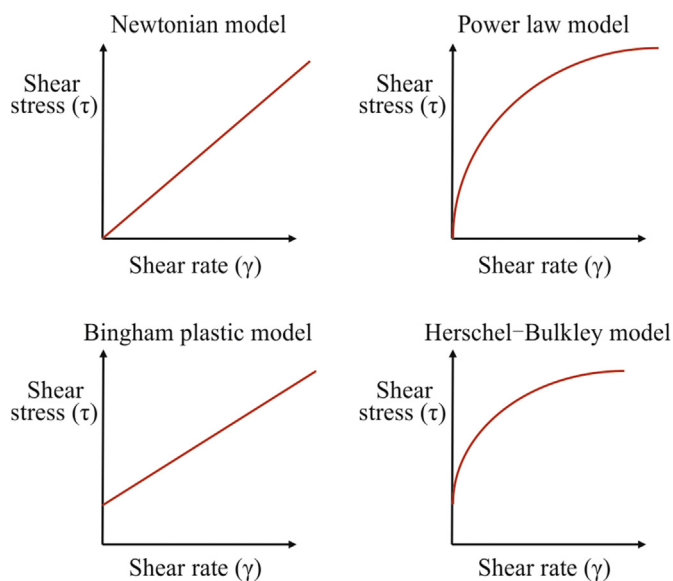 Newtonian model
Power law model
Shear
stress (τ)
Shear
stress (τ)
Shear rate (γ)
Shear rate (γ)
Bingham plastic model
Herschel−Bulkley model
Shear
stress (τ)
Shear
stress (τ)
Shear rate (γ)
Shear rate (γ)